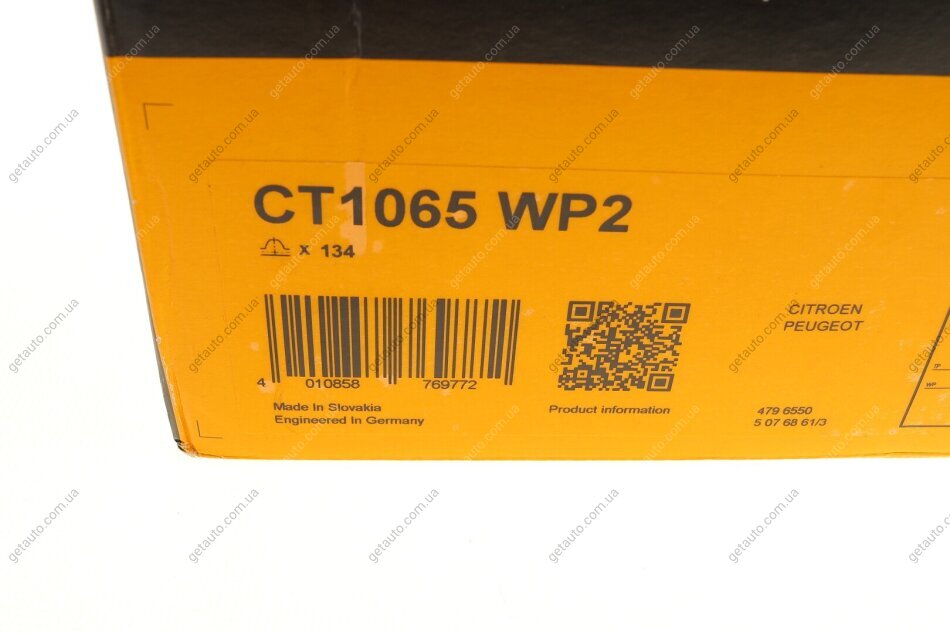 CT1065 WP2
x 134
4 010858 769772
Made In Slovakia
Engineered In Germany
Product information
CITROEN
PEUGEOT
479 6550
5 07 68 61/3
WP
getauto.com.ua